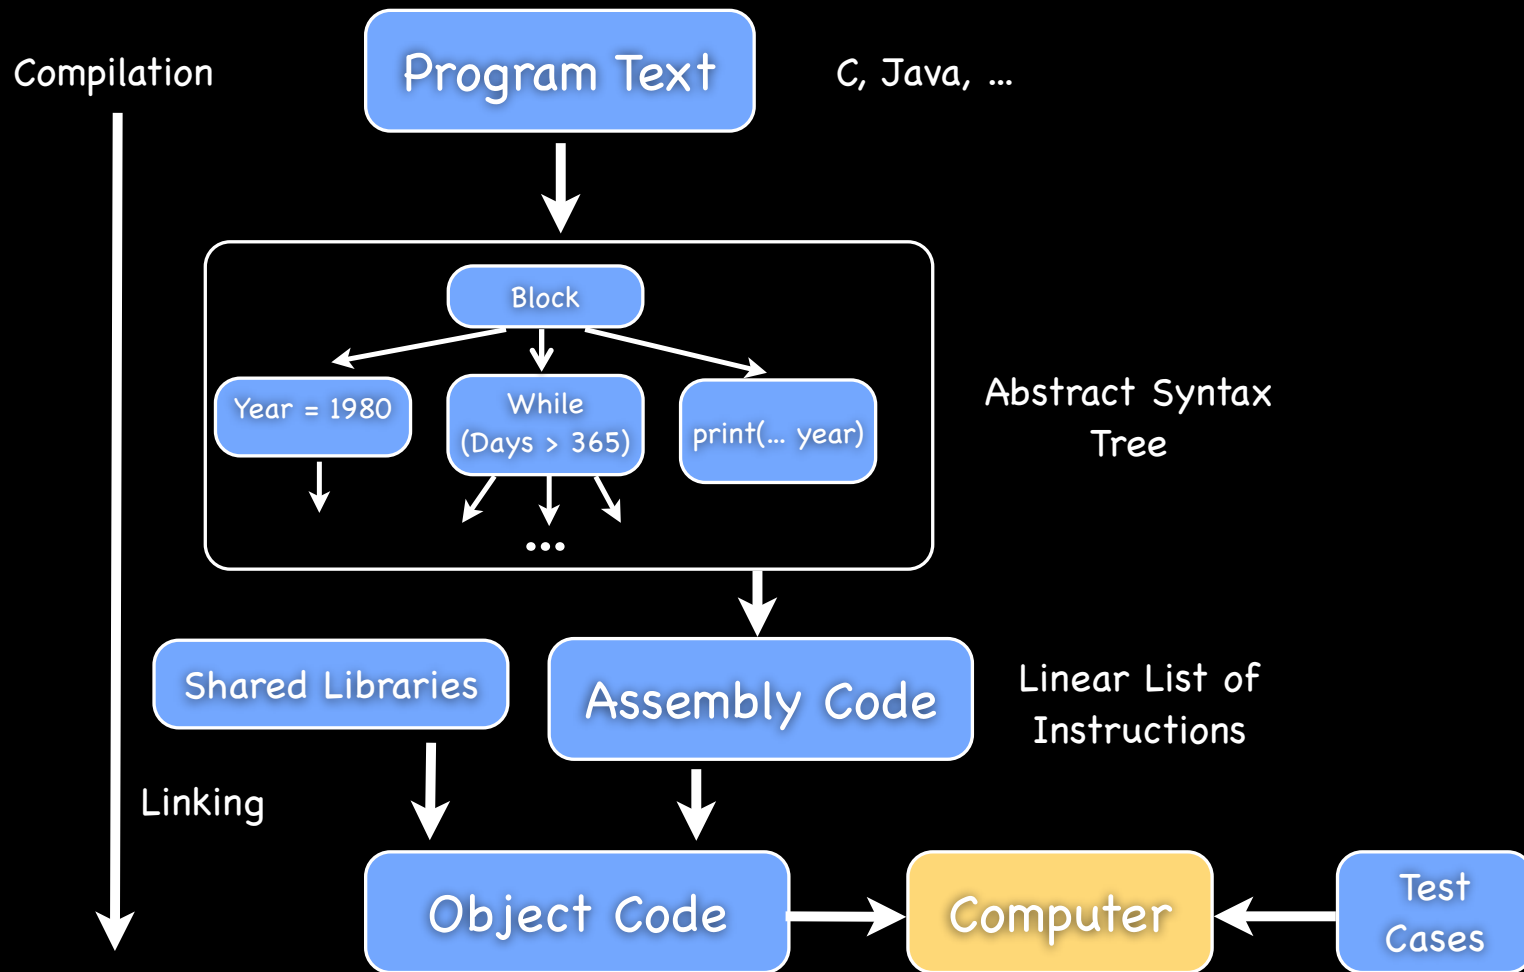 Compilation
Program Text
C, Java, ...
Block
Year = 1980
While
(Days > 365)
print(... year)
...
Abstract Syntax
Tree
Shared Libraries
Assembly Code
Linear List of
Instructions
Linking
Object Code
Computer
Test
Cases